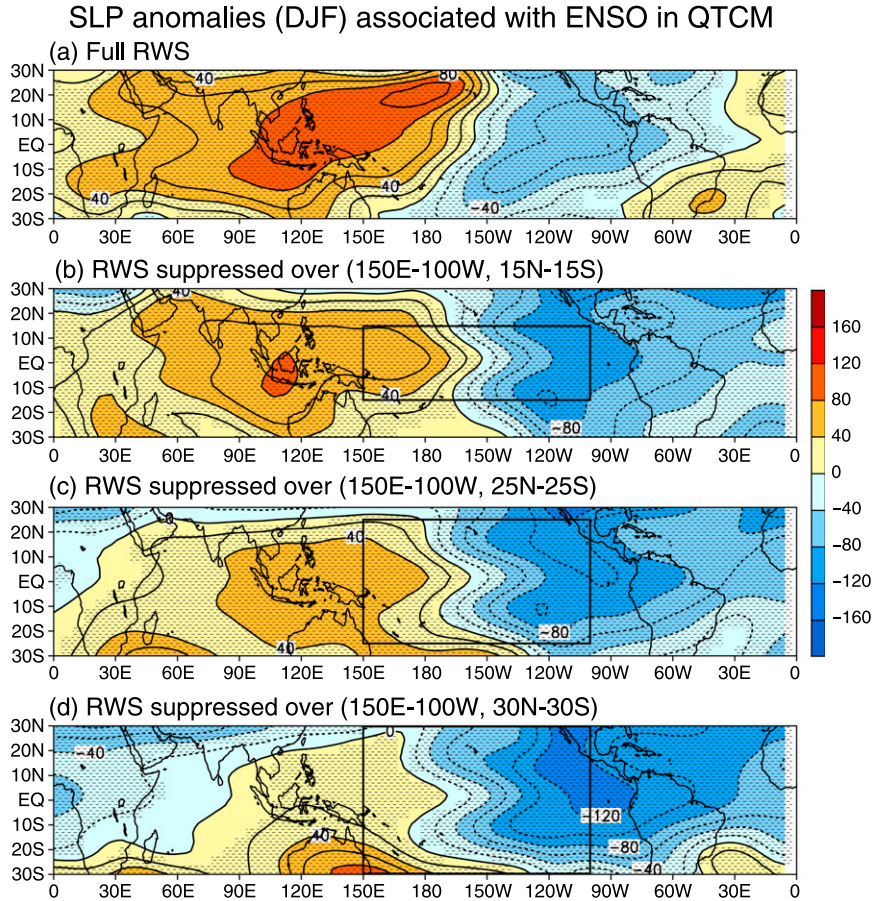 SLP anomalies (DJF) associated with ENSO in QTCM
(a) Full RWS
30N
20N
10N
EQ
10S
20S
30S
40
80
40
40
−40
0 30E 60E 90E 120E 150E 180 150W 120W 90W 60W 30W 0
(b) RWS suppressed over (150E-100W, 15N-15S)
30N
20N
10N
EQ
10S
20S
30S
40
40
−80
0 30E 60E 90E 120E 150E 180 150W 120W 90W 60W 30W 0
160
120
80
40
0
−40
−80
−120
−160
(c) RWS suppressed over (150E-100W, 25N-25S)
30N
20N
10N
EQ
10S
20S
30S
0
40
40
−80
0 30E 60E 90E 120E 150E 180 150W 120W 90W 60W 30W 0
(d) RWS suppressed over (150E-100W, 30N-30S)
30N
20N
10N
EQ
10S
20S
30S
−40
0
40
−120
−80
−40
0 30E 60E 90E 120E 150E 180 150W 120W 90W 60W 30W 0